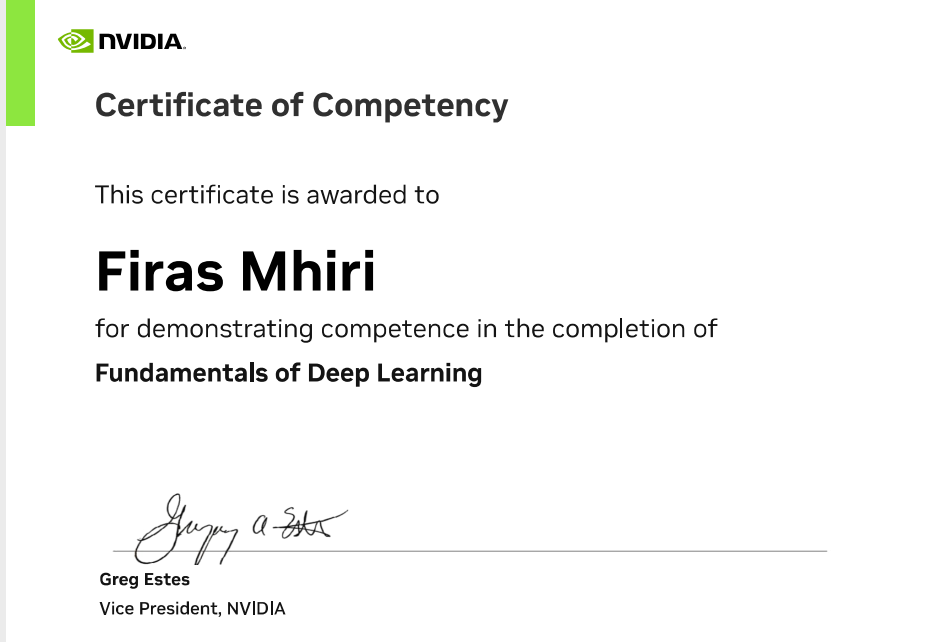 NVIDIA.
Certificate of Competency
This certificate is awarded to
Firas Mhiri
for demonstrating competence in the completion of
Fundamentals of Deep Learning
Gregory A Estes
Greg Estes
Vice President, NVIDIA